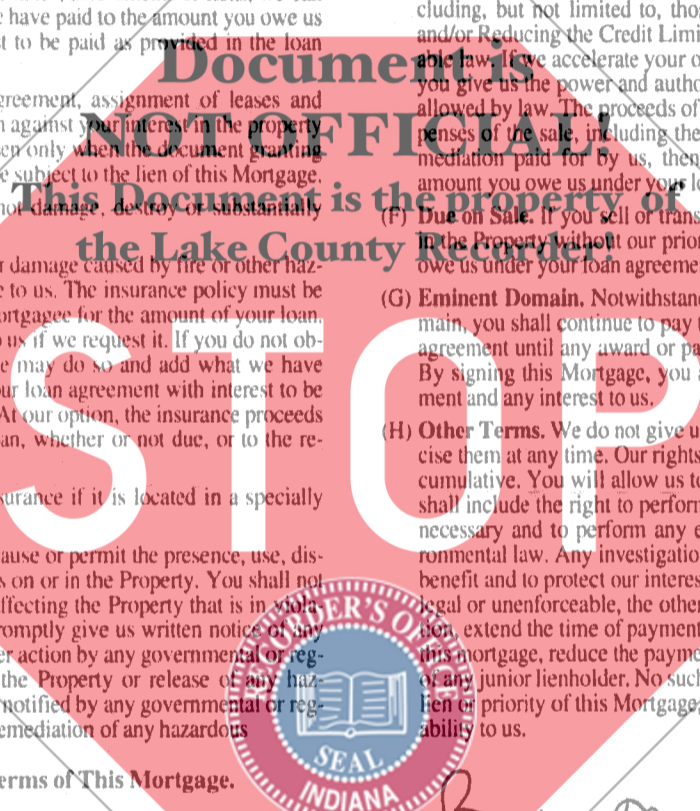 have paid to the amount you owe us
t to be paid as provided in the loan
greement, assignment of leases and
n against your interest in the property
en only when the document granting
e subject to the lien of this Mortgage.
not damage, destroy or substantially
r damage caused by fire or other haz-
e to us. The insurance policy must be
ortgagee for the amount of your loan.
o us if we request it. If you do not ob-
e may do so and add what we have
ur loan agreement with interest to be
At our option, the insurance proceeds
an, whether or not due, or to the re-
surance if it is located in a specially
ause or permit the presence, use, dis-
s on or in the Property. You shall not
ffecting the Property that is in viola-
romptly give us written notice of any
er action by any governmental or reg-
the Property or release of any haz-
notified by any governmental or reg-
emediation of any hazardous
erms of This Mortgage.
cluding, but not limited to, tho
and/or Reducing the Credit Limi
able law. If we accelerate your o
you give us the power and autho
allowed by law. The proceeds of
penses of the sale, including the
mediation paid for by us, then
amount you owe us under your lo
(F) Due on Sale. If you sell or trans
in the Property without our prior
owe us under your loan agreeme
(G) Eminent Domain. Notwithstand
main, you shall continue to pay t
agreement until any award or pa
By signing this Mortgage, you a
ment and any interest to us.
(H) Other Terms. We do not give u
cise them at any time. Our rights
cumulative. You will allow us to
shall include the right to perform
necessary and to perform any e
ronmental law. Any investigatio
benefit and to protect our interes
legal or unenforceable, the other
tion, extend the time of payment
this mortgage, reduce the payme
of any junior lienholder. No such
lien or priority of this Mortgage,
ability to us.
Document is
NOT OFFICIAL!
This Document is the property of
the Lake County Recorder!
STOP
RECORDER'S OFFICE
SEAL
INDIANA